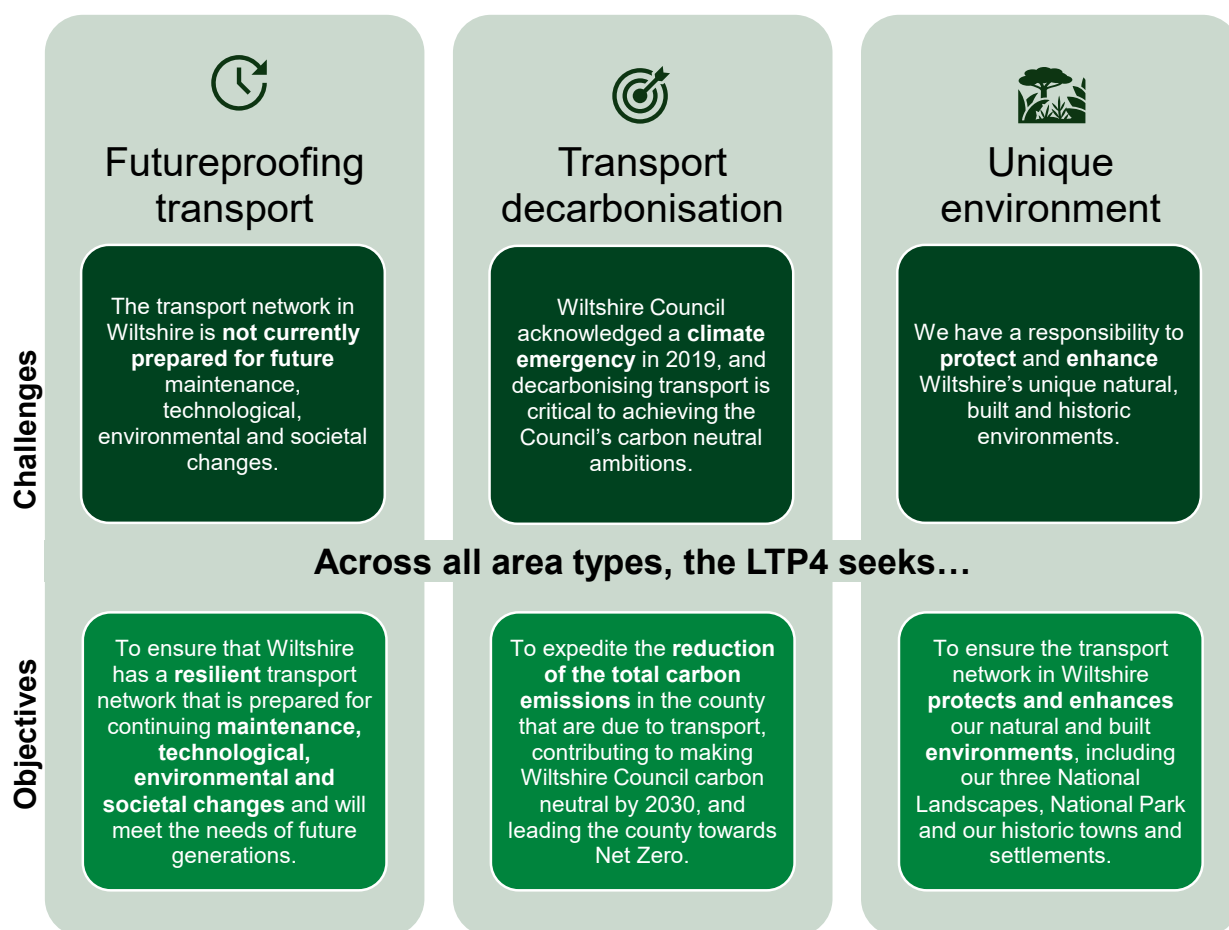 Futureproofing
transport
Transport
decarbonisation
Unique
environment
Challenges
The transport network in
Wiltshire is not currently
prepared for future
maintenance,
technological,
environmental and societal
changes.
Wiltshire Council
acknowledged a climate
emergency in 2019, and
decarbonising transport is
critical to achieving the
Council’s carbon neutral
ambitions.
We have a responsibility to
protect and enhance
Wiltshire’s unique natural,
built and historic
environments.
Across all area types, the LTP4 seeks…
Objectives
To ensure that Wiltshire
has a resilient transport
network that is prepared for
continuing maintenance,
technological,
environmental and
societal changes and will
meet the needs of future
generations.
To expedite the reduction
of the total carbon
emissions in the county
that are due to transport,
contributing to making
Wiltshire Council carbon
neutral by 2030, and
leading the county towards
Net Zero.
To ensure the transport
network in Wiltshire
protects and enhances
our natural and built
environments, including
our three National
Landscapes, National Park
and our historic towns and
settlements.